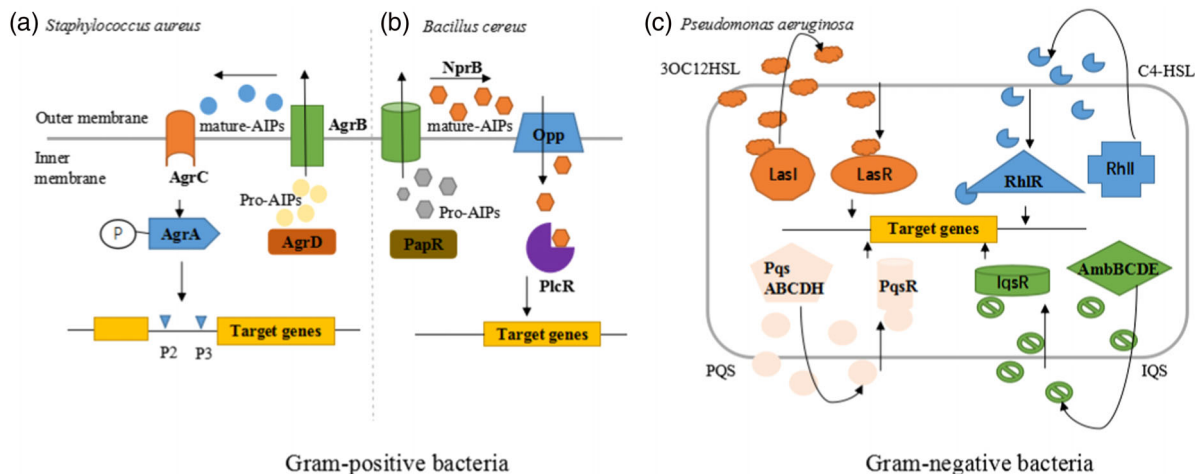 (a) Staphylococcus aureus
Outer membrane
Inner
membrane
mature-AIPs
AgrB
AgrC
Pro-AIPs
P
AgrA
AgrD
Target genes
P2
P3
(b) Bacillus cereus
NprB
mature-AIPs
Opp
Pro-AIPs
PapR
PlcR
Target genes
Gram-positive bacteria
(c) Pseudomonas aeruginosa
3OC12HSL
C4-HSL
LasI
LasR
RhlR
RhlI
Target genes
Pqs
ABCDH
PqsR
IqsR
AmbBCDE
PQS
IQS
Gram-negative bacteria